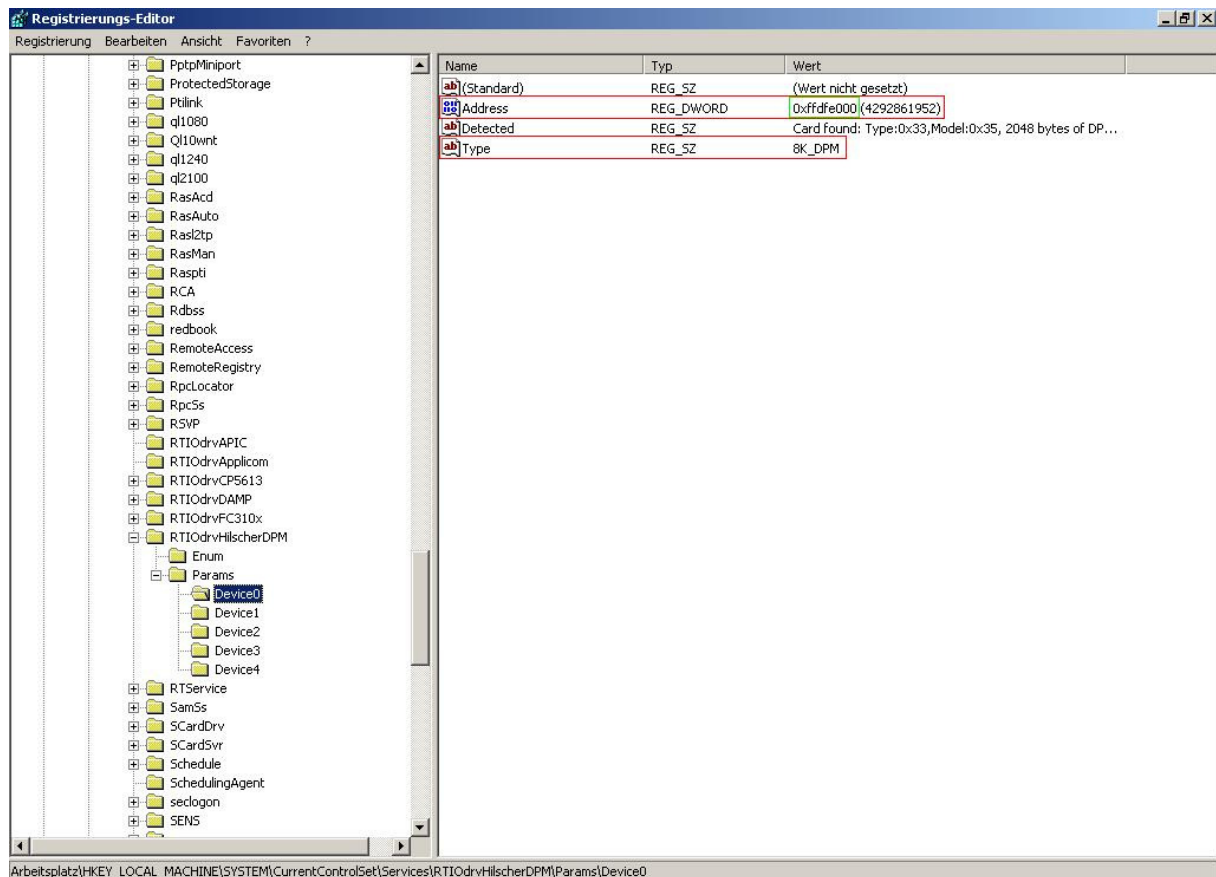 Registrierungs-Editor
Registrierung Bearbeiten Ansicht Favoriten ?
PptpMiniport
ProtectedStorage
Ptilink
ql1080
Ql10wnt
ql1240
ql2100
RasAcd
RasAuto
Rasl2tp
RasMan
Raspti
RCA
Rdbss
redbook
RemoteAccess
RemoteRegistry
RpcLocator
RpcSs
RSVP
RTIOdrvAPIC
RTIOdrvApplicom
RTIOdrvCP5613
RTIOdrvDAMP
RTIOdrvFC310x
RTIOdrvHilscherDPM
Enum
Params
Device0
Device1
Device2
Device3
Device4
RTService
SamSs
SCardDrv
SCardSvr
Schedule
SchedulingAgent
seclogon
SENS
Name Typ Wert
(Standard) REG_SZ (Wert nicht gesetzt)
Address REG_DWORD 0xffdfe000 (4292861952)
Detected REG_SZ Card found: Type:0x33,Model:0x35, 2048 bytes of DP...
Type REG_SZ 8K_DPM
Arbeitsplatz\HKEY_LOCAL_MACHINE\SYSTEM\CurrentControlSet\Services\RTIOdrvHilscherDPM\Params\Device0